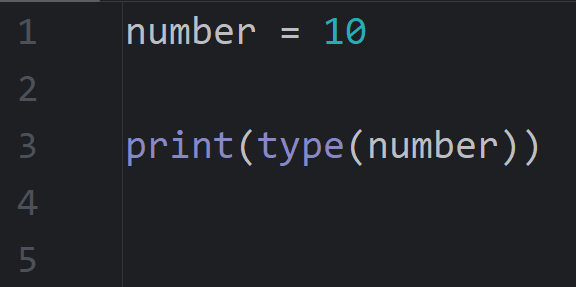 1 number = 10
2
3 print(type(number))
4
5